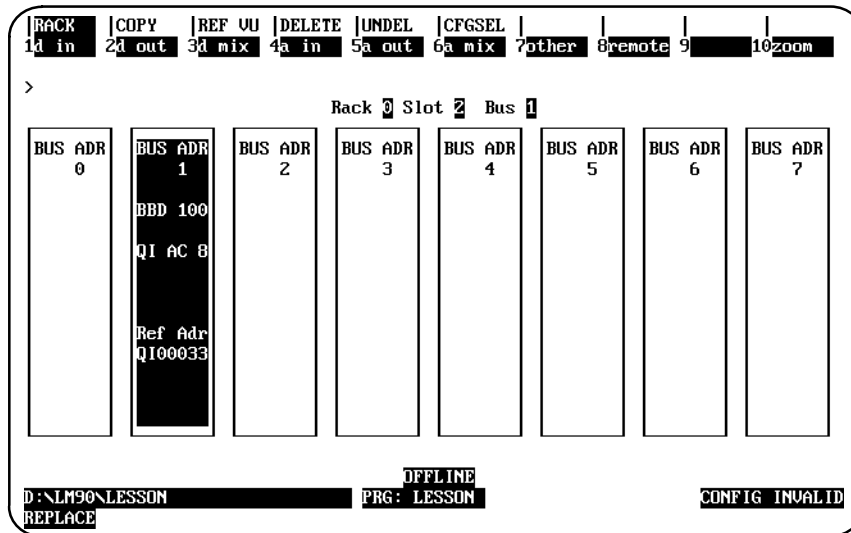 RACK COPY REF VU DELETE UNDEL CFGSEL
1d in 2d out 3d mix 4a in 5a out 6a mix 7other 8remote 9 10zoom
>
Rack 0 Slot 2 Bus 1
BUS ADR BUS ADR BUS ADR BUS ADR BUS ADR BUS ADR BUS ADR BUS ADR
0 1 2 3 4 5 6 7
BBD 100
QI AC 8
Ref Adr
QI00033
OFFLINE
D:\LM90\LESSON PRG: LESSON CONFIG INVALID
REPLACE